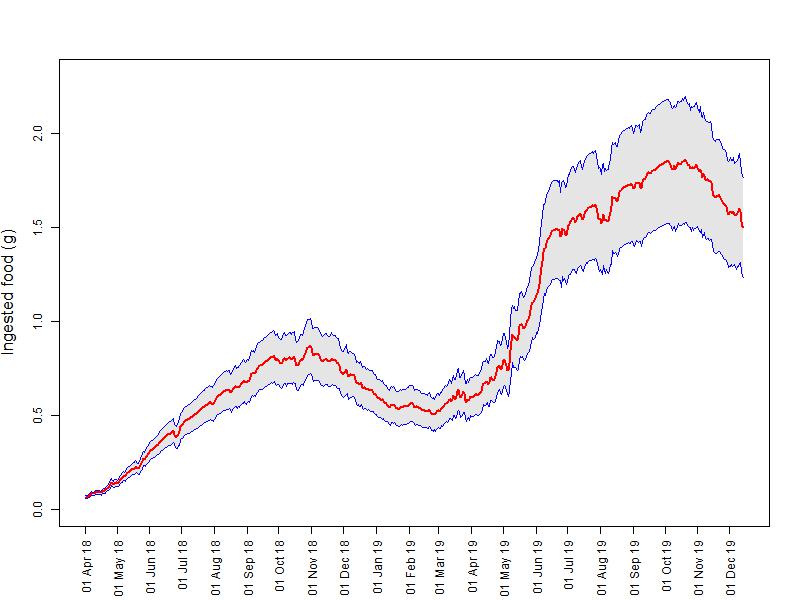 Ingested food (g)
2.0
1.5
1.0
0.5
0.0
01 Apr 18
01 May 18
01 Jun 18
01 Jul 18
01 Aug 18
01 Sep 18
01 Oct 18
01 Nov 18
01 Dec 18
01 Jan 19
01 Feb 19
01 Mar 19
01 Apr 19
01 May 19
01 Jun 19
01 Jul 19
01 Aug 19
01 Sep 19
01 Oct 19
01 Nov 19
01 Dec 19